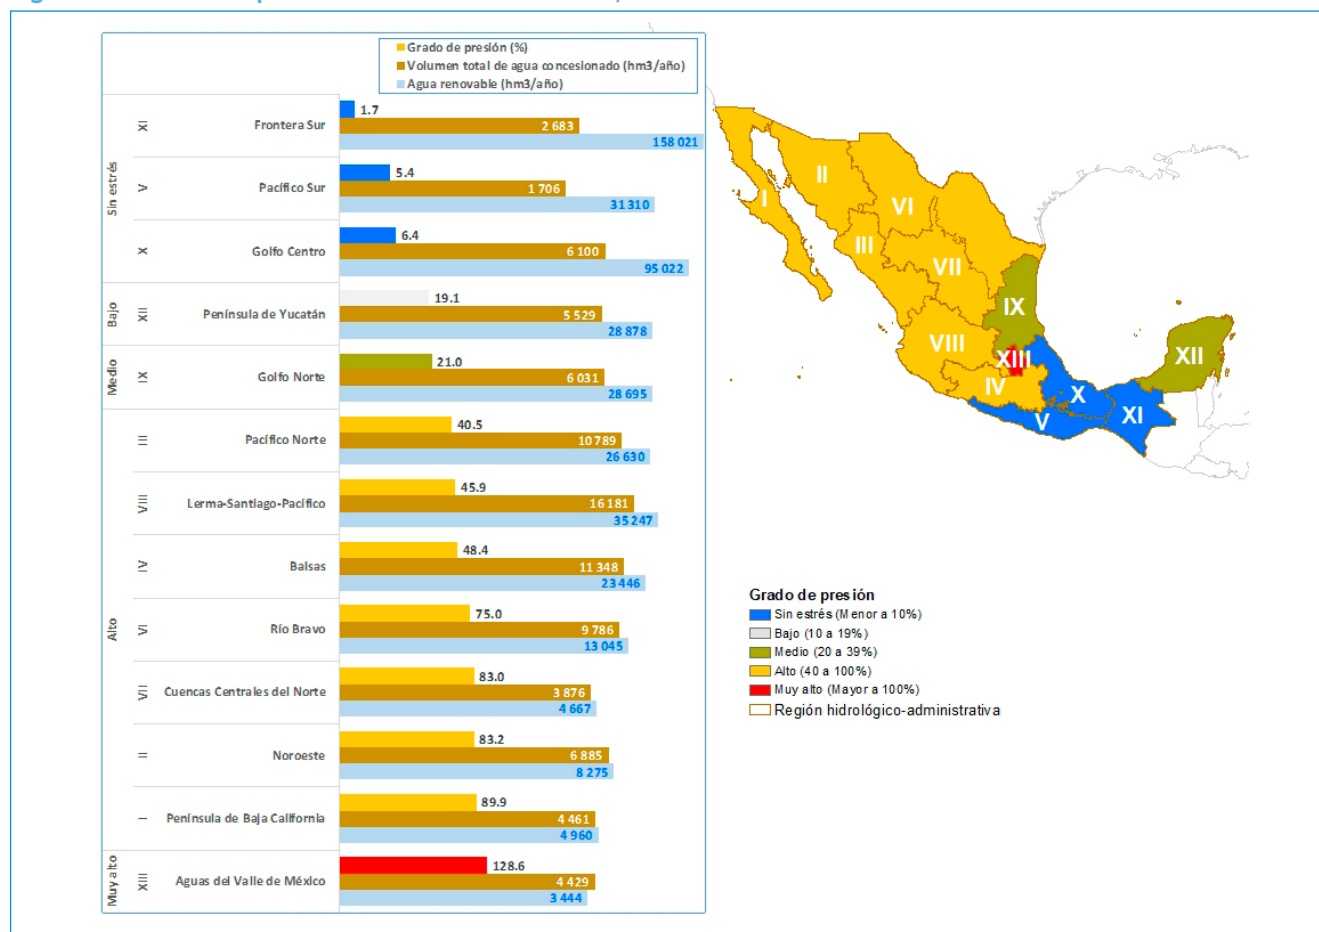 Grado de presión (%)
Volumen total de agua concesionado (hm3/año)
Agua renovable (hm3/año)
Sin estrés
XI
Frontera Sur
1.7
2 683
158 021
V
Pacífico Sur
5.4
1 706
31 310
X
Golfo Centro
6.4
6 100
95 022
Bajo
XII
Península de Yucatán
19.1
5 529
28 878
Medio
IX
Golfo Norte
21.0
6 031
28 695
Alto
III
Pacífico Norte
40.5
10 789
26 630
VIII
Lerma-Santiago-Pacífico
45.9
16 181
35 247
IV
Balsas
48.4
11 348
23 446
VI
Río Bravo
75.0
9 786
13 045
VII
Cuencas Centrales del Norte
83.0
3 876
4 667
II
Noroeste
83.2
6 885
8 275
I
Península de Baja California
89.9
4 461
4 960
Muy alto
XIII
Aguas del Valle de México
128.6
4 429
3 444
I
II
VI
III
VII
IX
VIII
XIII
XII
IV
X
XI
V
Grado de presión
Sin estrés (Menor a 10%)
Bajo (10 a 19%)
Medio (20 a 39%)
Alto (40 a 100%)
Muy alto (Mayor a 100%)
Región hidrológico-administrativa